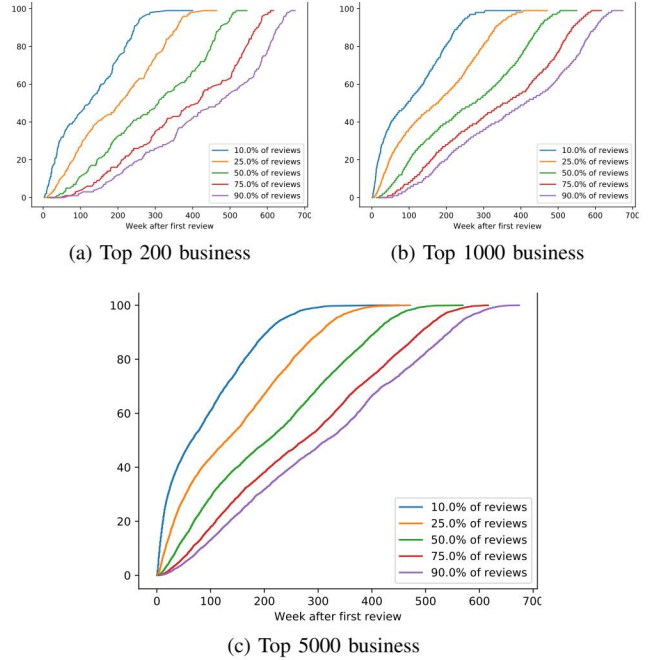 100
80
60
40
20
0
10.0% of reviews
25.0% of reviews
50.0% of reviews
75.0% of reviews
90.0% of reviews
0 100 200 300 400 500 600 70
Week after first review
(a) Top 200 business
100
80
60
40
20
0
10.0% of reviews
25.0% of reviews
50.0% of reviews
75.0% of reviews
90.0% of reviews
0 100 200 300 400 500 600 700
Week after first review
(b) Top 1000 business
100
80
60
40
20
0
10.0% of reviews
25.0% of reviews
50.0% of reviews
75.0% of reviews
90.0% of reviews
0 100 200 300 400 500 600 70
Week after first review
(c) Top 5000 business